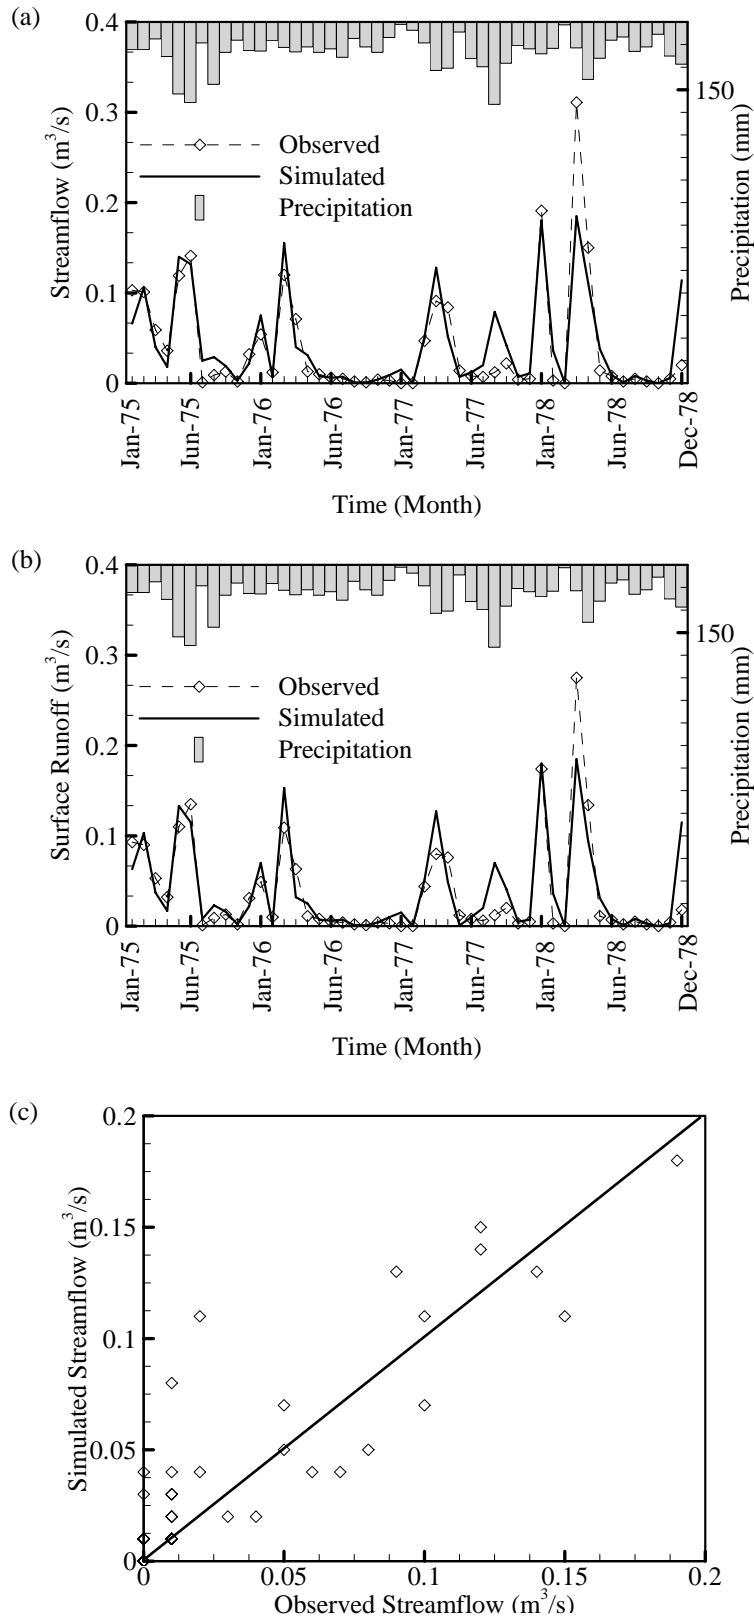 (a)
0.4
0.3
0.2
0.1
0
Streamflow (m³/s)
150
Precipitation (mm)
Observed
Simulated
Precipitation
Jan-75
Jun-75
Jan-76
Jun-76
Jan-77
Jun-77
Jan-78
Jun-78
Dec-78
Time (Month)
(b)
0.4
0.3
0.2
0.1
0
Surface Runoff (m³/s)
150
Precipitation (mm)
Observed
Simulated
Precipitation
Jan-75
Jun-75
Jan-76
Jun-76
Jan-77
Jun-77
Jan-78
Jun-78
Dec-78
Time (Month)
(c)
0.2
0.15
0.1
0.05
0
Simulated Streamflow (m³/s)
0
0.05
0.1
0.15
0.2
Observed Streamflow (m³/s)